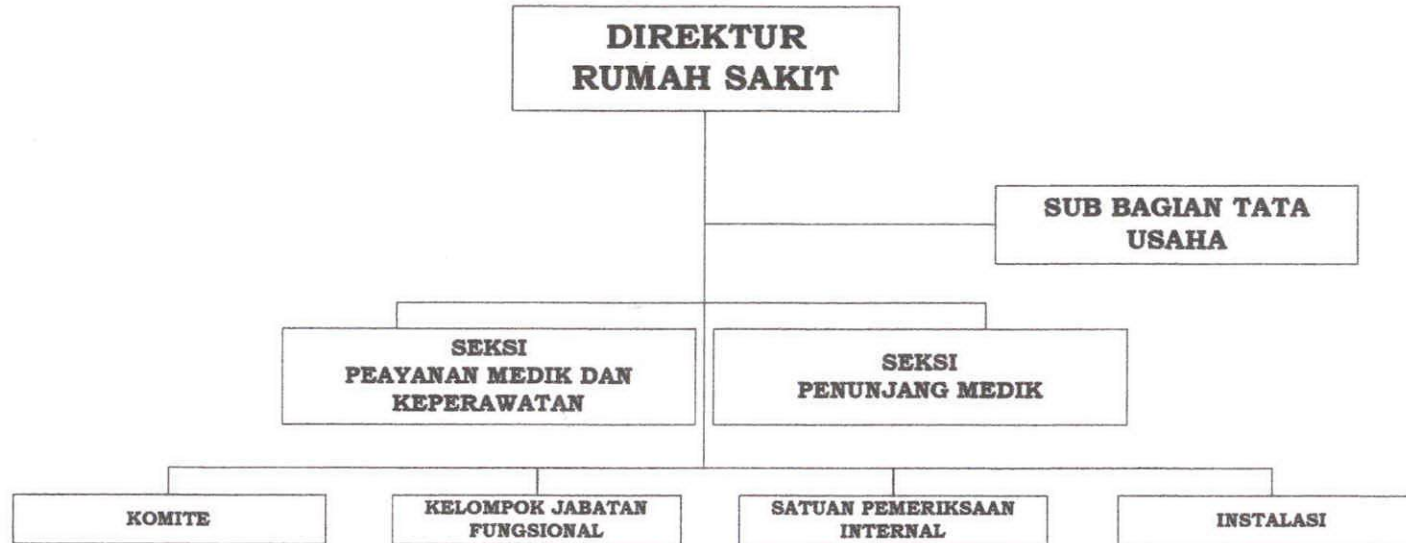 DIREKTUR
RUMAH SAKIT
SUB BAGIAN TATA
USAHA
SEKSI
PEAYANAN MEDIK DAN
KEPERAWATAN
SEKSI
PENUNJANG MEDIK
KOMITE
KELOMPOK JABATAN
FUNGSIONAL
SATUAN PEMERIKSAAN
INTERNAL
INSTALASI